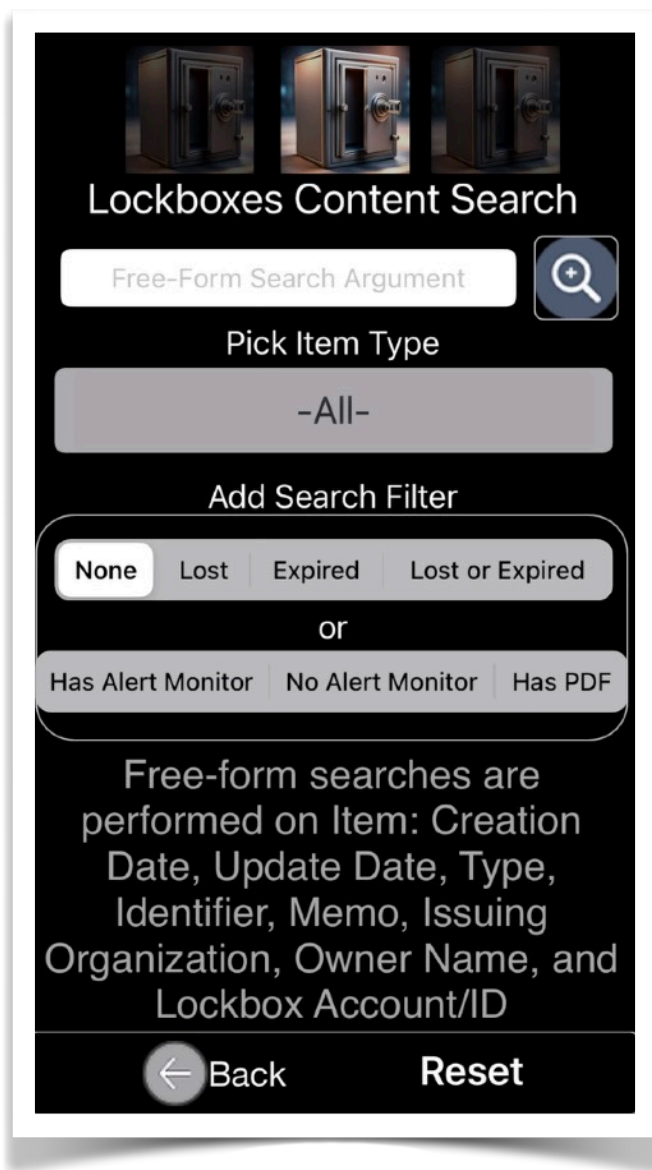 Lockboxes Content Search
Free-Form Search Argument
Pick Item Type
-All-
Add Search Filter
None Lost Expired Lost or Expired
or
Has Alert Monitor No Alert Monitor Has PDF
Free-form searches are
performed on Item: Creation
Date, Update Date, Type,
Identifier, Memo, Issuing
Organization, Owner Name, and
Lockbox Account/ID
Back Reset